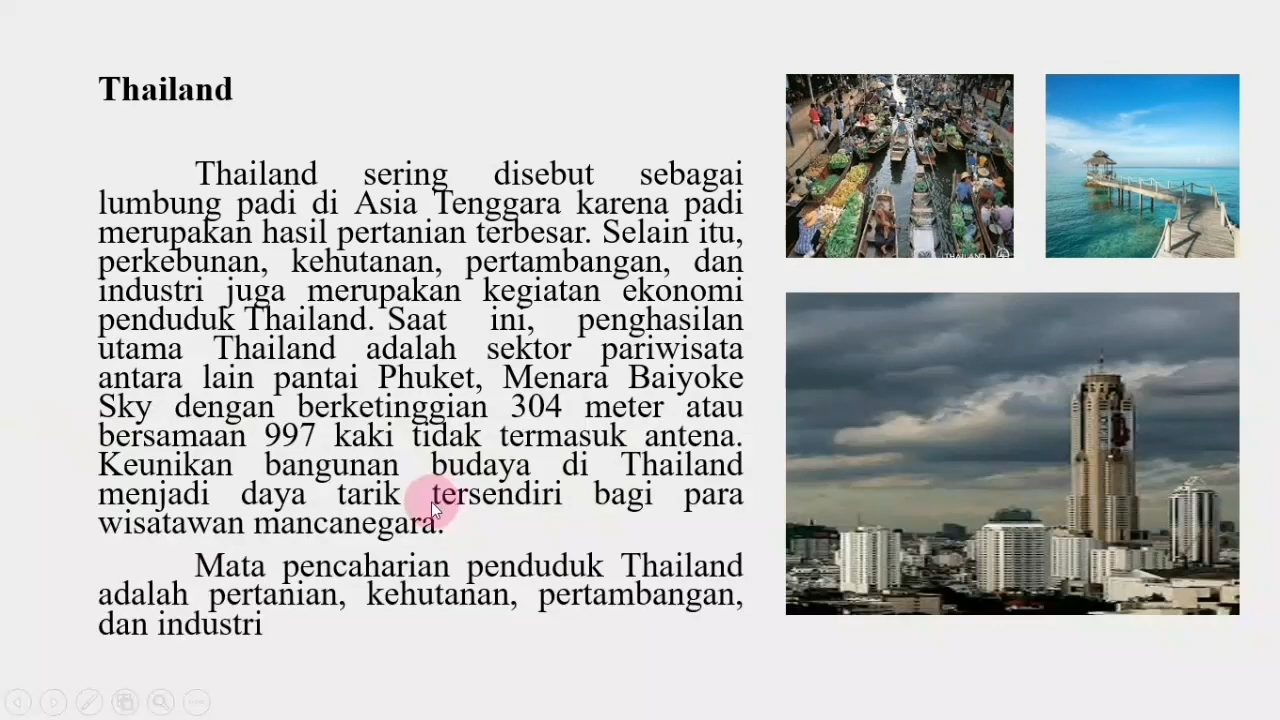 Thailand
Thailand sering disebut sebagai
lumbung padi di Asia Tenggara karena padi
merupakan hasil pertanian terbesar. Selain itu,
perkebunan, kehutanan, pertambangan, dan
industri juga merupakan kegiatan ekonomi
penduduk Thailand. Saat ini, penghasilan
utama Thailand adalah sektor pariwisata
antara lain pantai Phuket, Menara Baiyoke
Sky dengan berketinggian 304 meter atau
bersamaan 997 kaki tidak termasuk antena.
Keunikan bangunan budaya di Thailand
menjadi daya tarik tersendiri bagi para
wisatawan mancanegara.
Mata pencaharian penduduk Thailand
adalah pertanian, kehutanan, pertambangan,
dan industri
THAILAND